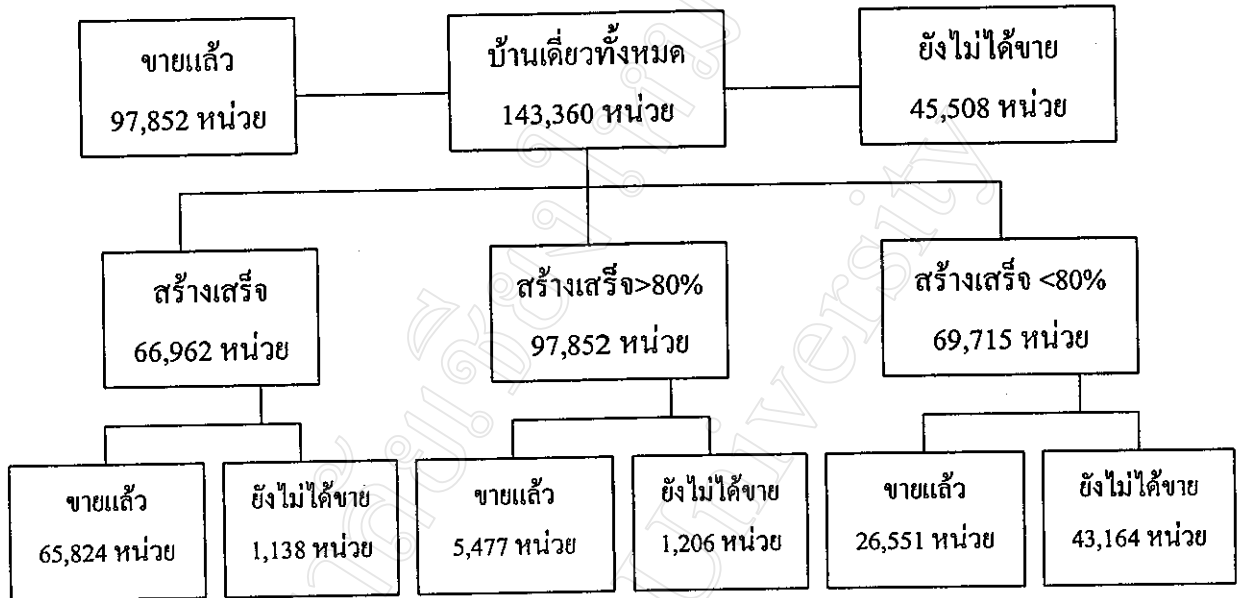 ขายแล้ว
97,852 หน่วย
บ้านเดี่ยวทั้งหมด
143,360 หน่วย
ยังไม่ได้ขาย
45,508 หน่วย
สร้างเสร็จ
66,962 หน่วย
สร้างเสร็จ>80%
97,852 หน่วย
สร้างเสร็จ <80%
69,715 หน่วย
ขายแล้ว
65,824 หน่วย
ยังไม่ได้ขาย
1,138 หน่วย
ขายแล้ว
5,477 หน่วย
ยังไม่ได้ขาย
1,206 หน่วย
ขายแล้ว
26,551 หน่วย
ยังไม่ได้ขาย
43,164 หน่วย
University